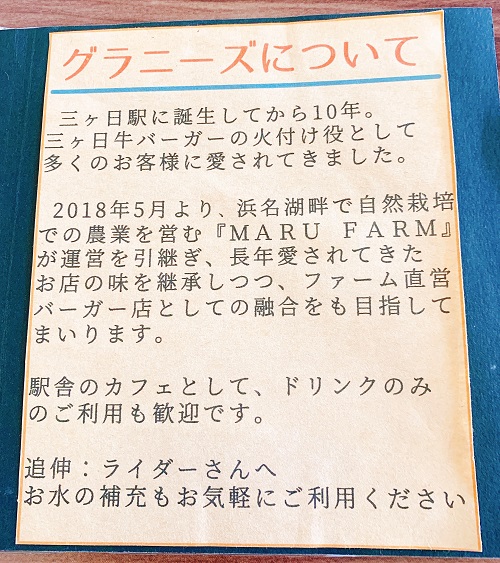 グラニーズについて
三ヶ日駅に誕生してから10年。
三ヶ日牛バーガーの火付け役として
多くのお客様に愛されてきました。
2018年5月より、浜名湖畔で自然栽培
での農業を営む『MARU FARM』
が運営を引継ぎ、長年愛されてきた
お店の味を継承しつつ、ファーム直営
バーガー店としての融合をも目指して
まいります。
駅舎のカフェとして、ドリンクのみ
のご利用も歓迎です。
追伸：ライダーさんへ
お水の補充もお気軽にご利用ください